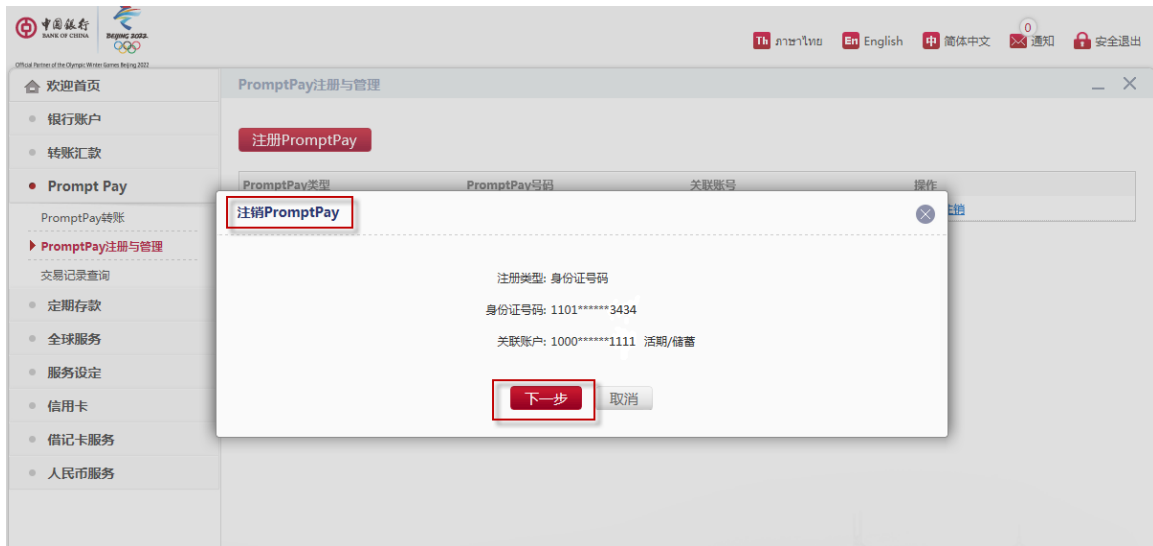 中国银行
BANK OF CHINA
BEIJING 2022
Official Partner of the Olympic Winter Games Beijing 2022
Th ภาษาไทย En English 中 简体中文 0 通知 安全退出
欢迎首页
PromptPay注册与管理
银行账户
转账汇款
注册PromptPay
Prompt Pay
PromptPay类型 PromptPay号码 关联账号 操作
注销
注销PromptPay
PromptPay转账
PromptPay注册与管理
交易记录查询
注册类型: 身份证号码
身份证号码: 1101******3434
关联账户: 1000******1111 活期/储蓄
下一步 取消
定期存款
全球服务
服务设定
信用卡
借记卡服务
人民币服务